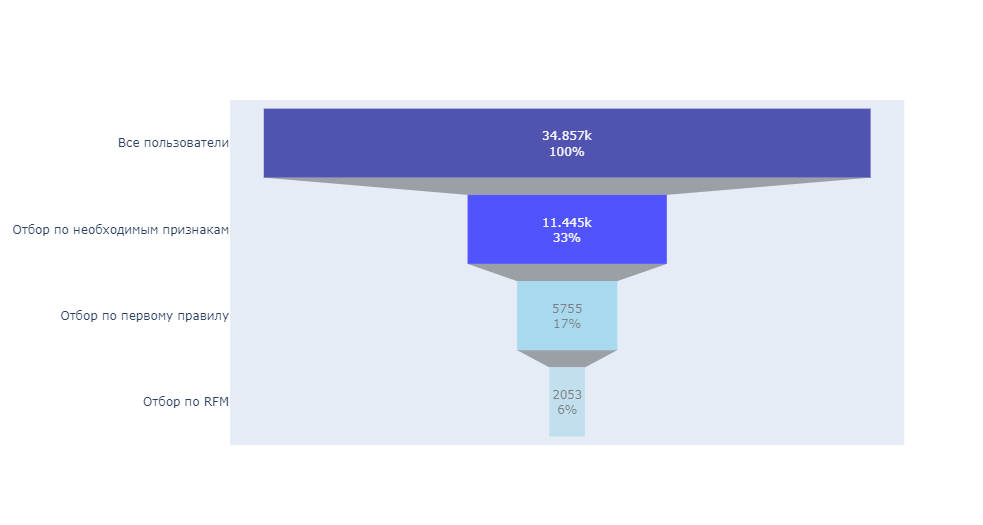 Все пользователи
34.857k
100%
Отбор по необходимым признакам
11.445k
33%
Отбор по первому правилу
5755
17%
Отбор по RFM
2053
6%